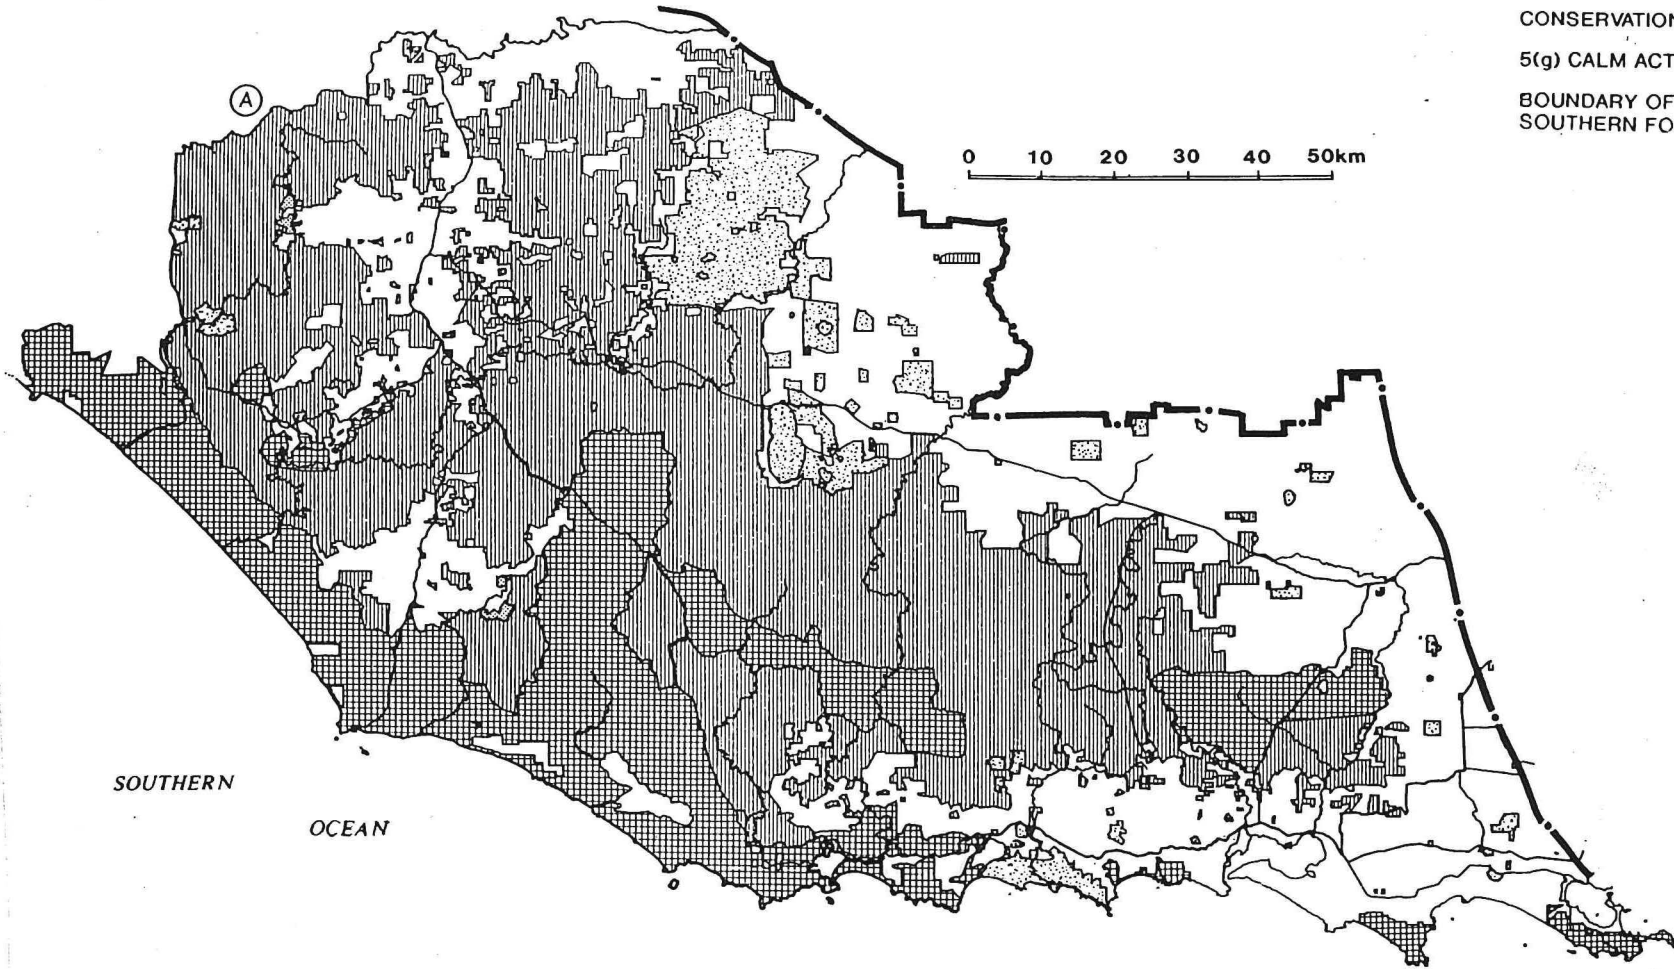 CONSERVATION
5(g) CALM ACT
BOUNDARY OF
SOUTHERN FO
A
0 10 20 30 40 50km
SOUTHERN
OCEAN